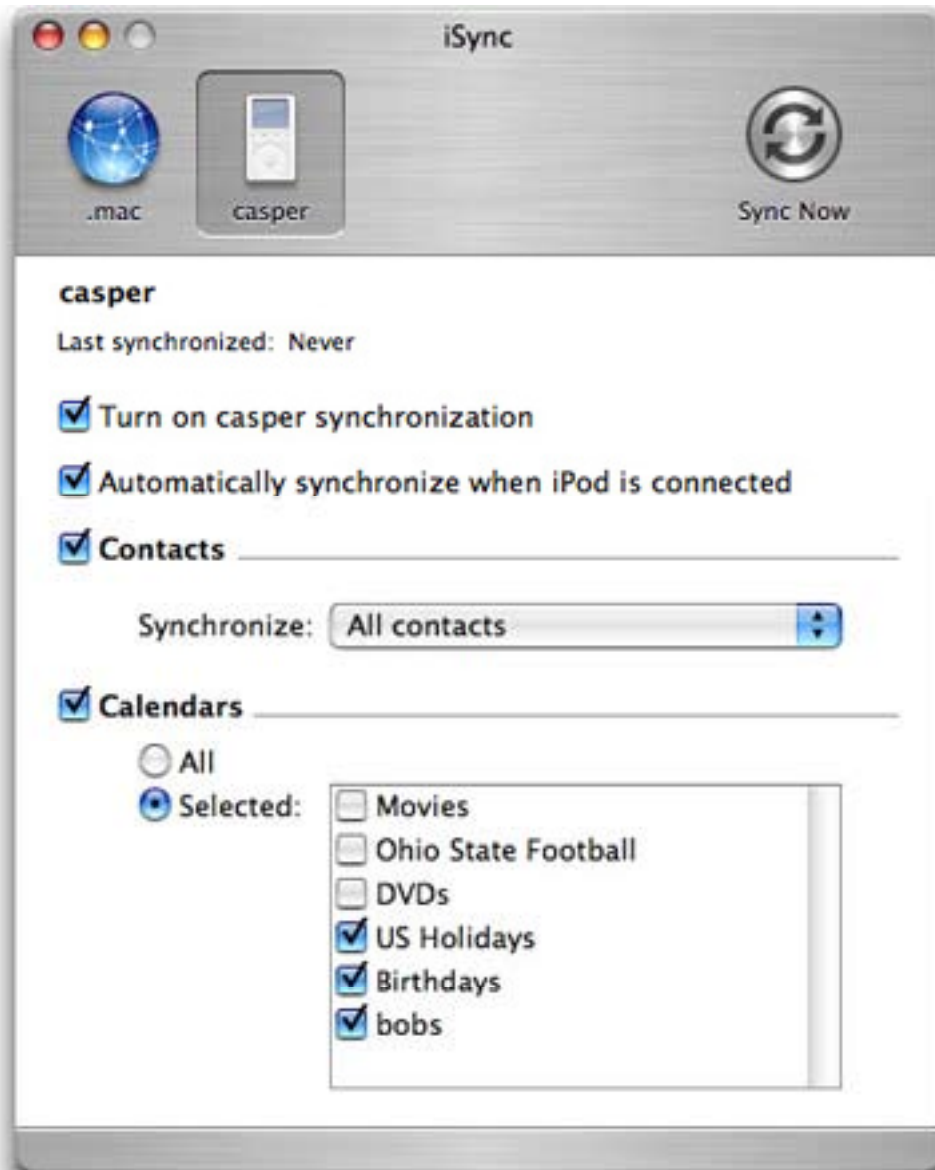 iSync
.mac
casper
Sync Now
casper
Last synchronized: Never
Turn on casper synchronization
Automatically synchronize when iPod is connected
Contacts
Synchronize: All contacts
Calendars
All
Selected: Movies
Ohio State Football
DVDs
US Holidays
Birthdays
bobs